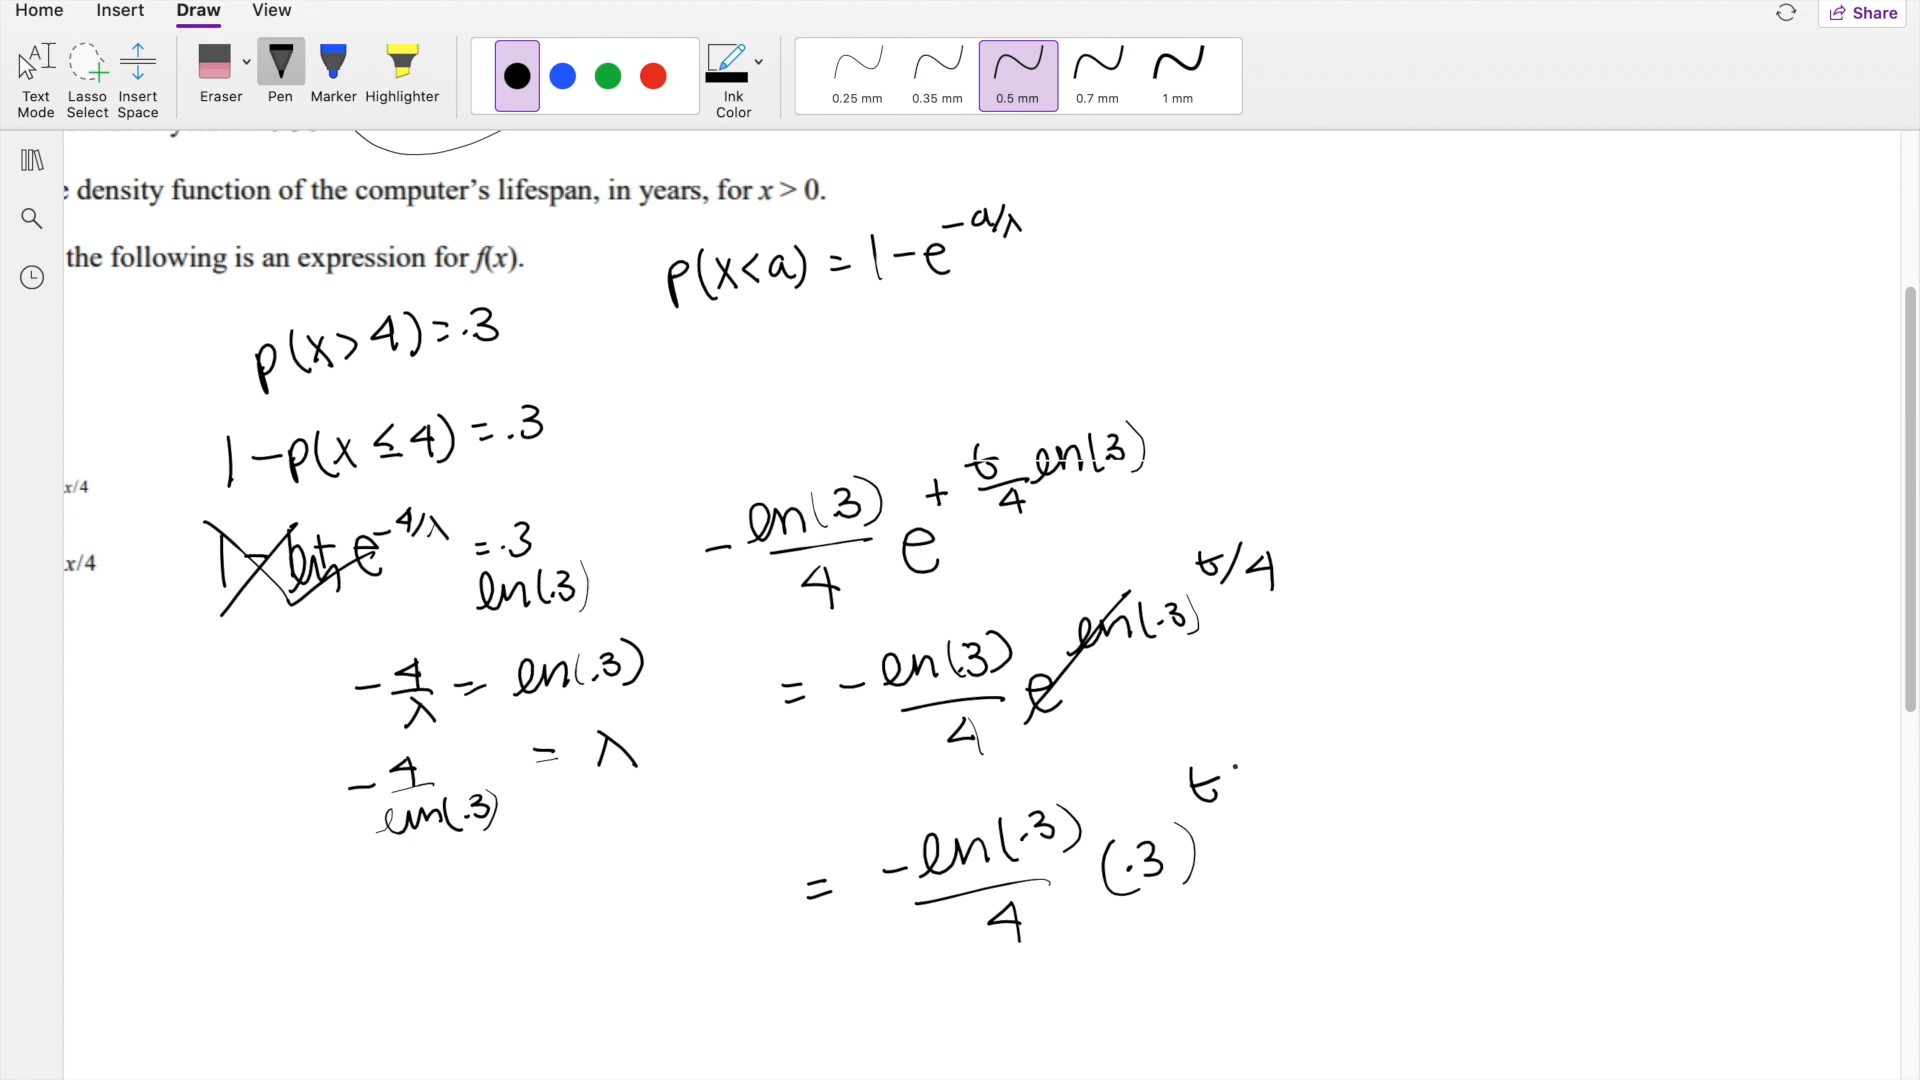 Home Insert Draw View
Share
Text Mode
Lasso Select
Insert Space
Eraser
Pen
Marker
Highlighter
Ink Color
0.25 mm
0.35 mm
0.5 mm
0.7 mm
1 mm
density function of the computer's lifespan, in years, for x > 0.
the following is an expression for f(x).
p(x<a) = 1-e^{-a/λ}
p(x>4)=.3
1-p(x≤4)=.3
x/4
e^{-4/λ} =.3
ln(.3)
x/4
-4/λ = ln(.3)
-4/ln(.3) = λ
-ln(.3)/4 e^{+t/4 ln(.3)}
= -ln(.3)/4 e^{ln(.3)^{t/4}}
= -ln(.3)/4 (.3)^t